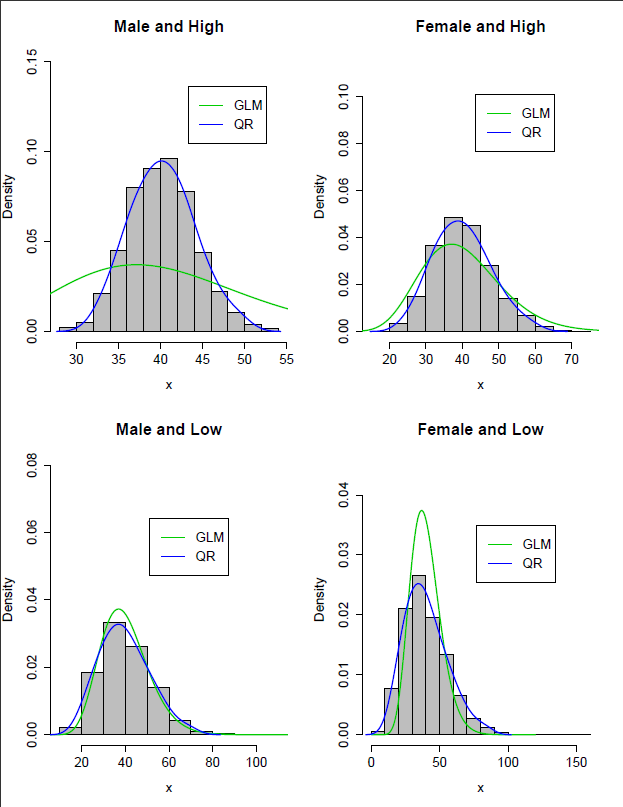 Male and High
0.15
0.10
0.05
0.00
Density
GLM
QR
30 35 40 45 50 55
x
Female and High
0.10
0.08
0.06
0.04
0.02
0.00
Density
GLM
QR
20 30 40 50 60 70
x
Male and Low
0.08
0.06
0.04
0.02
0.00
Density
GLM
QR
20 40 60 80 100
x
Female and Low
0.04
0.03
0.02
0.01
0.00
Density
GLM
QR
0 50 100 150
x